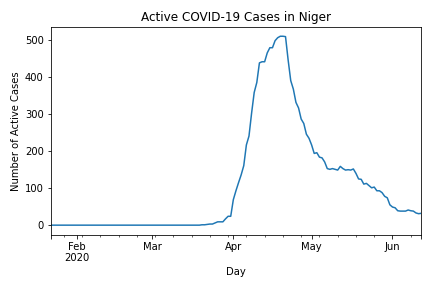 Active COVID-19 Cases in Niger
Number of Active Cases
500
400
300
200
100
0
Feb
2020
Mar
Apr
May
Jun
Day